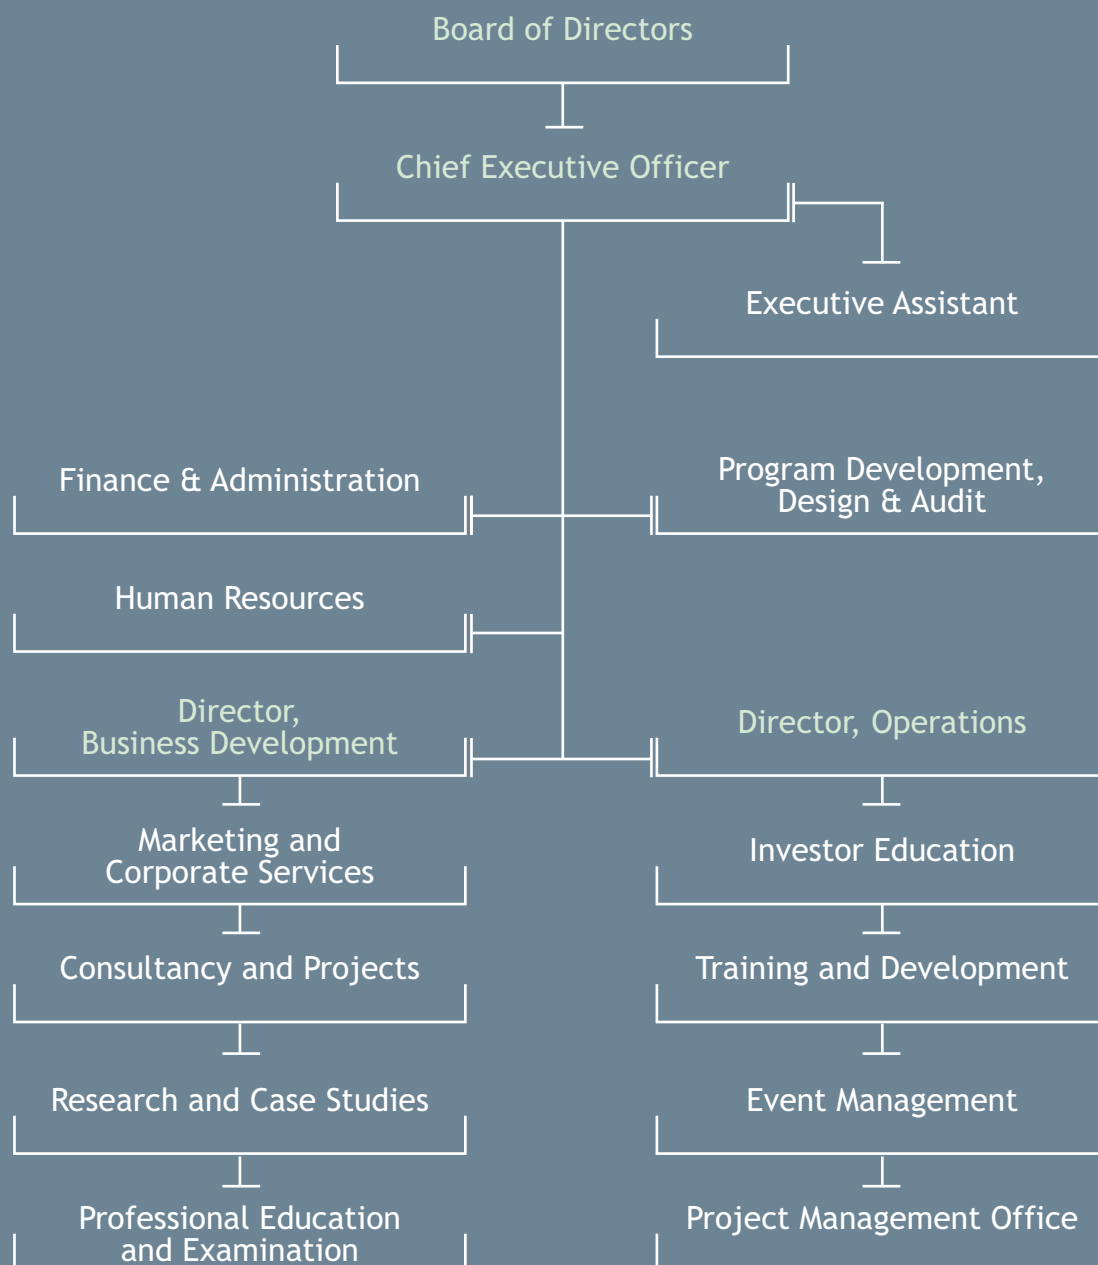 Board of Directors
Chief Executive Officer
Executive Assistant
Finance & Administration
Program Development,
Design & Audit
Human Resources
Director,
Business Development
Director, Operations
Marketing and
Corporate Services
Investor Education
Consultancy and Projects
Training and Development
Research and Case Studies
Event Management
Professional Education
and Examination
Project Management Office